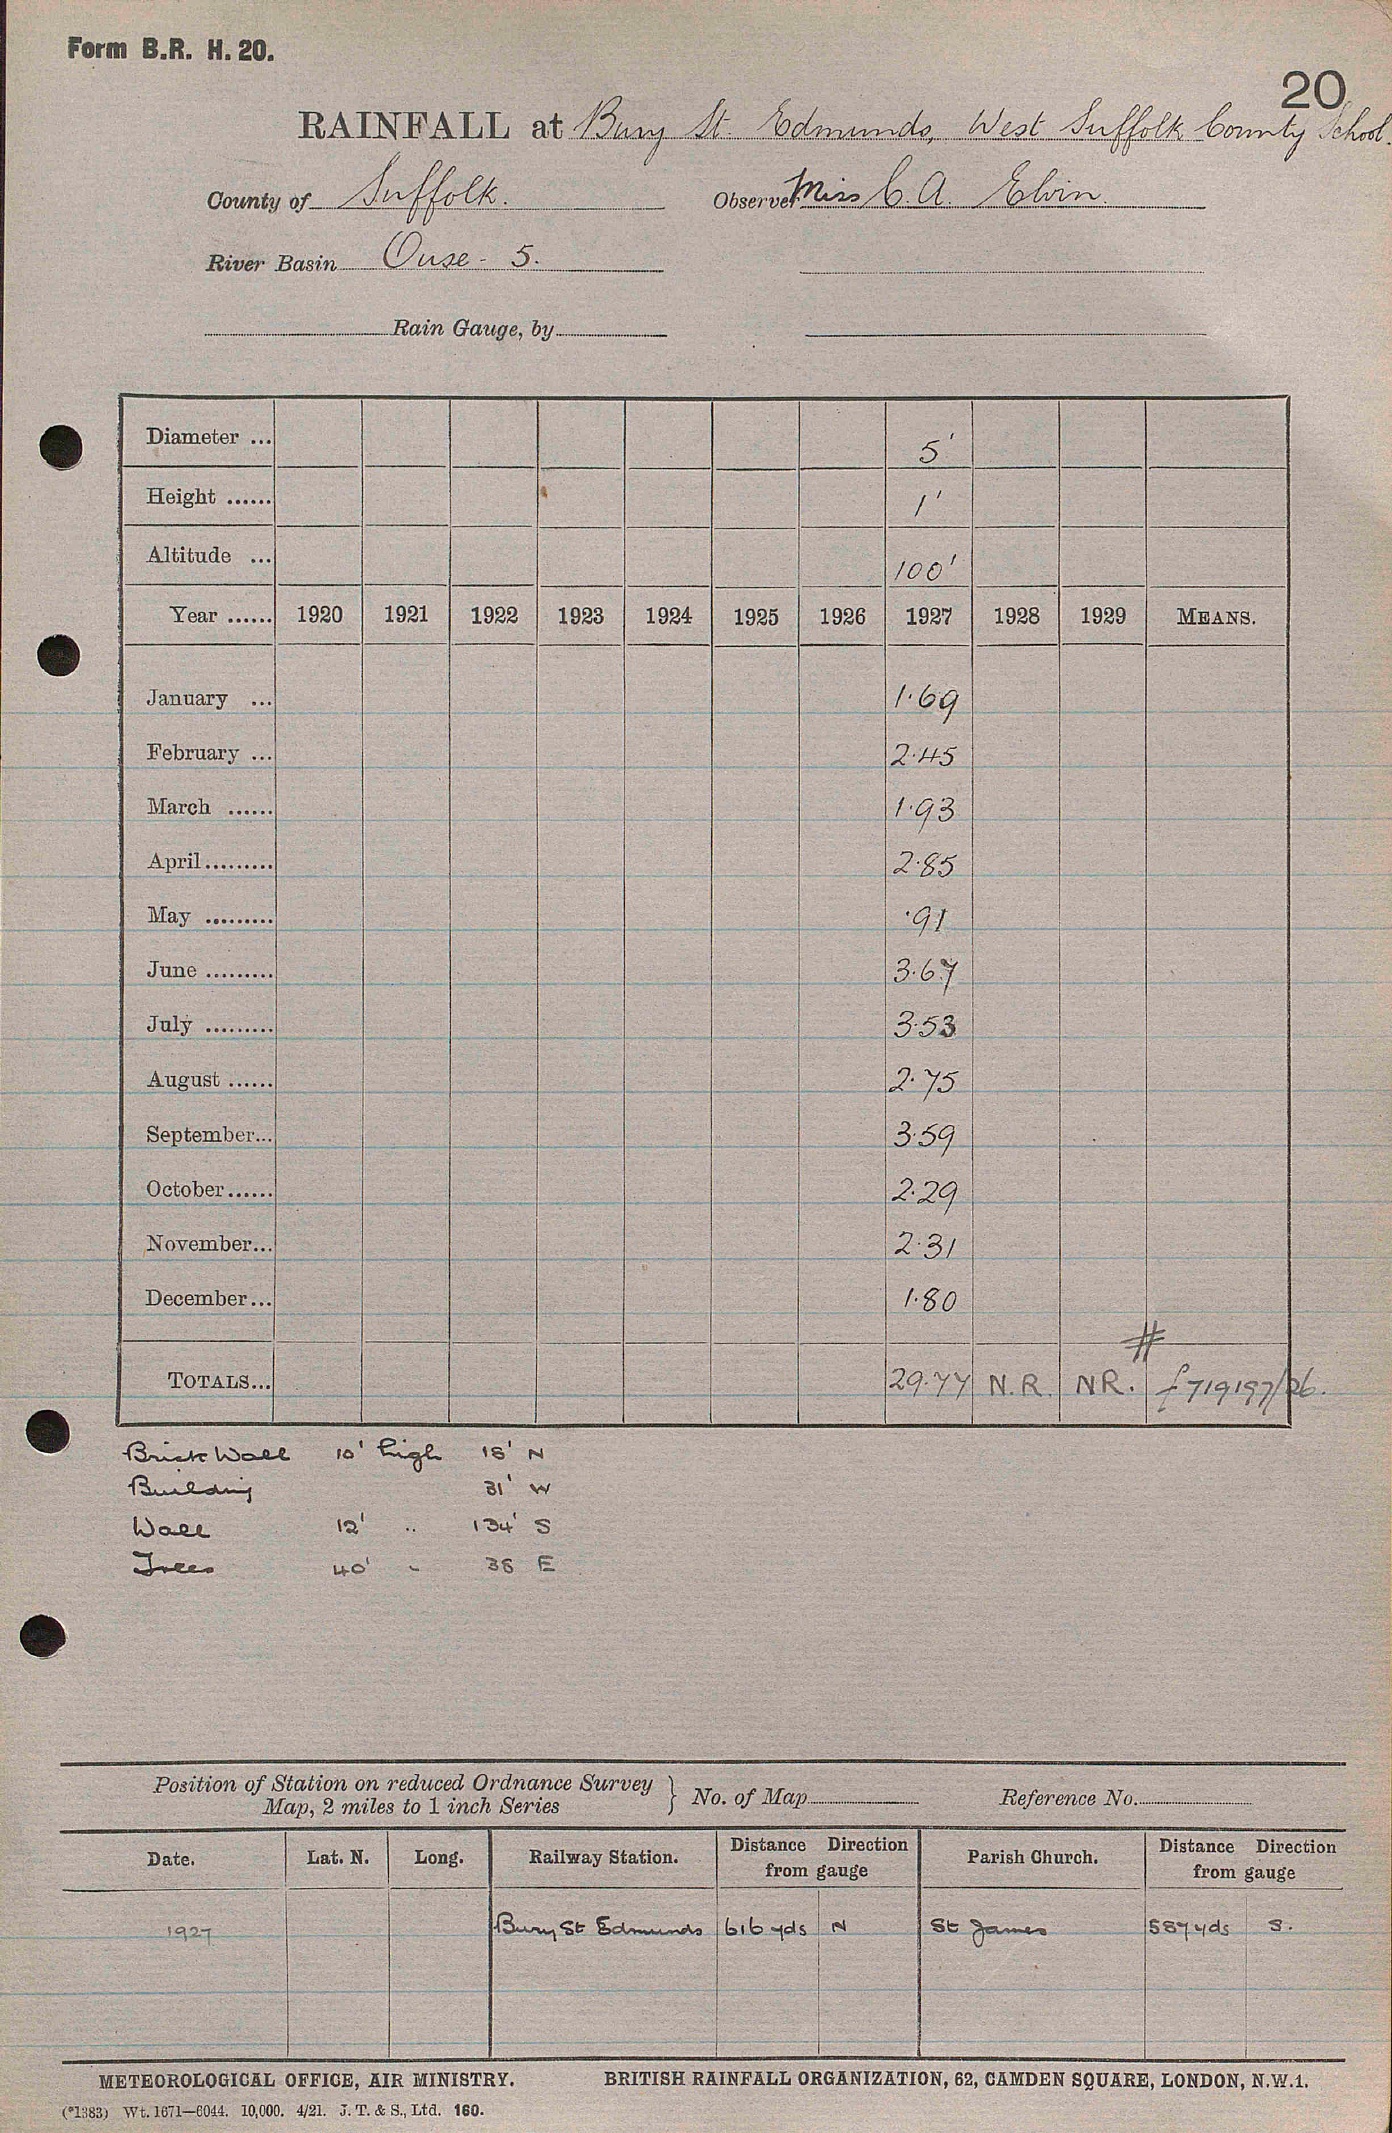 Form B.R. H. 20.
20
RAINFALL at Bury St. Edmunds, West Suffolk County School.
County of Suffolk. Observer Miss C. A. Elvin.
River Basin Ouse - 5.
Rain Gauge, by
Diameter ... 5'
Height ...... 1'
Altitude ... 100'
Year ...... 1920 1921 1922 1923 1924 1925 1926 1927 1928 1929 MEANS.
January ... 1.69
February ... 2.45
March ...... 1.93
April ......... 2.85
May ......... .91
June ......... 3.67
July ......... 3.53
August ...... 2.75
September... 3.59
October ...... 2.29
November... 2.31
December... 1.80
#
TOTALS... 29.77 N.R. NR. f 719197/26.
Brick Wall 10' high 18' N
Building 31' W
Wall 12' " 134' S
Trees 40' " 38 E
Position of Station on reduced Ordnance Survey
Map, 2 miles to 1 inch Series } No. of Map Reference No.
Date. Lat. N. Long. Railway Station. Distance Direction from gauge Parish Church. Distance Direction from gauge
1927 Bury St Edmunds 616 yds N St James 587 yds S.
METEOROLOGICAL OFFICE, AIR MINISTRY. BRITISH RAINFALL ORGANIZATION, 62, CAMDEN SQUARE, LONDON, N.W.1.
(*1383) Wt. 1671—6044. 10,000. 4/21. J. T. & S., Ltd. 160.